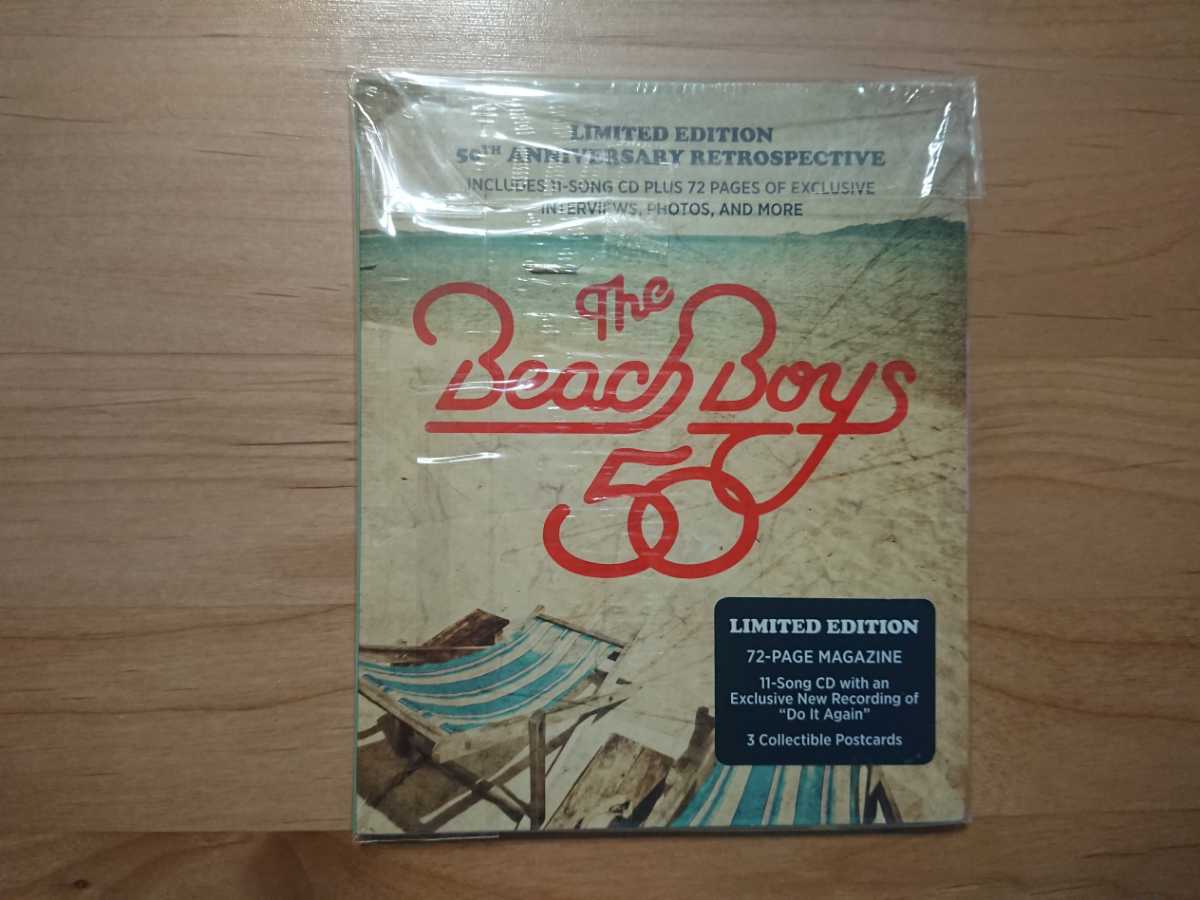 LIMITED EDITION
50TH ANNIVERSARY RETROSPECTIVE
INCLUDES 11-SONG CD PLUS 72 PAGES OF EXCLUSIVE
INTERVIEWS, PHOTOS, AND MORE
The
Beach Boys
50
LIMITED EDITION
72-PAGE MAGAZINE
11-Song CD with an
Exclusive New Recording of
“Do It Again”
3 Collectible Postcards